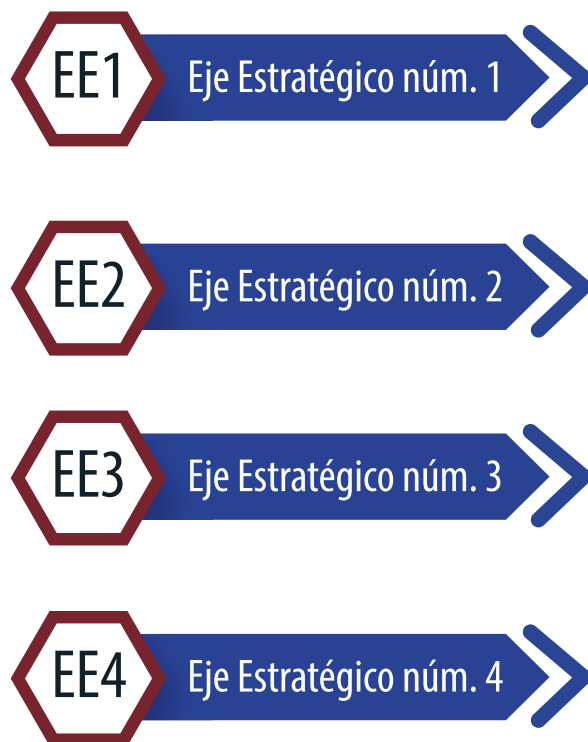 EE1 Eje Estratégico núm. 1
EE2 Eje Estratégico núm. 2
EE3 Eje Estratégico núm. 3
EE4 Eje Estratégico núm. 4